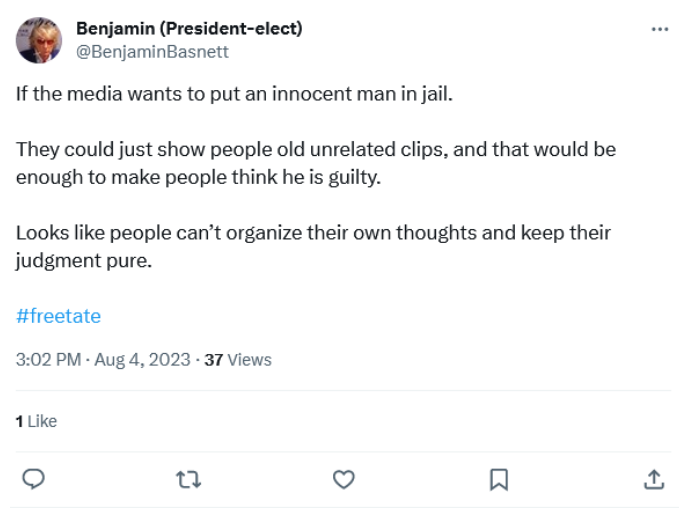 Benjamin (President-elect)
@BenjaminBasnett
If the media wants to put an innocent man in jail.
They could just show people old unrelated clips, and that would be
enough to make people think he is guilty.
Looks like people can’t organize their own thoughts and keep their
judgment pure.
#freetate
3:02 PM · Aug 4, 2023 · 37 Views
1 Like